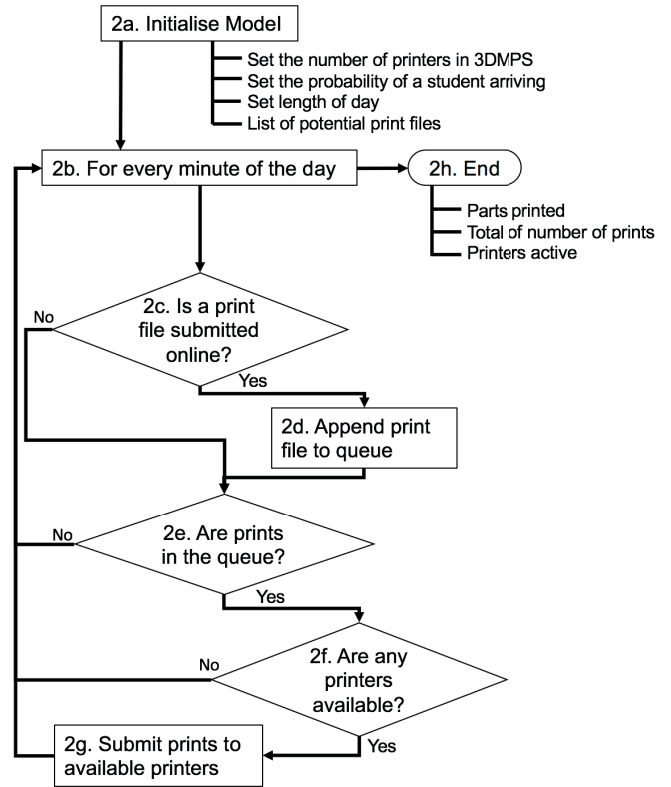 2a. Initialise Model
Set the number of printers in 3DMPS
Set the probability of a student arriving
Set length of day
List of potential print files
2b. For every minute of the day
2h. End
Parts printed
Total of number of prints
Printers active
2c. Is a print
file submitted
online?
No
Yes
2d. Append print
file to queue
2e. Are prints
in the queue?
No
Yes
2f. Are any
printers
available?
No
Yes
2g. Submit prints to
available printers